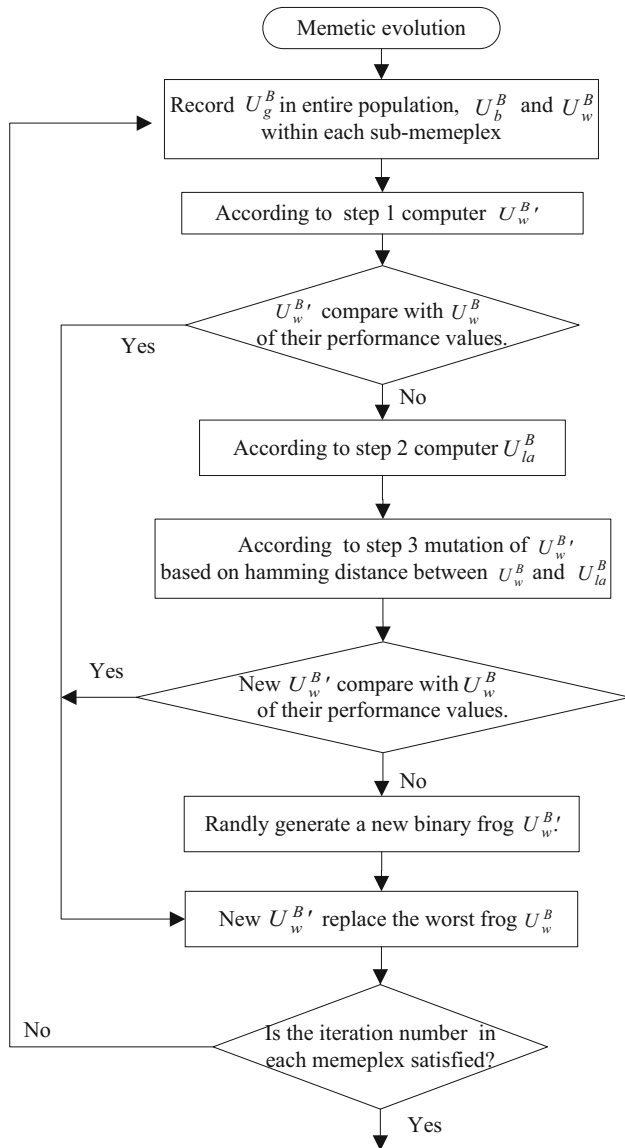 Memetic evolution
Record U_g^B in entire population, U_b^B and U_w^B
within each sub-memeplex
According to step 1 computer U_w^B'
U_w^B' compare with U_w^B
of their performance values.
Yes
No
According to step 2 computer U_la^B
According to step 3 mutation of U_w^B'
based on hamming distance between U_w^B and U_la^B
Yes
New U_w^B' compare with U_w^B
of their performance values.
No
Randly generate a new binary frog U_w^B'.
New U_w^B' replace the worst frog U_w^B
No
Is the iteration number in
each memeplex satisfied?
Yes